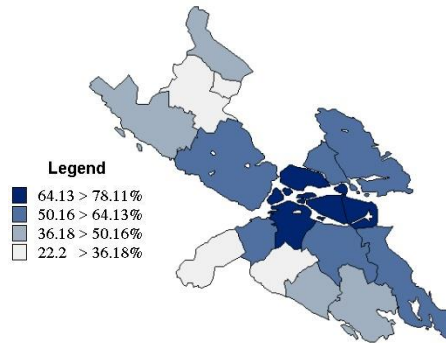 Legend
64.13 > 78.11%
50.16 > 64.13%
36.18 > 50.16%
22.2 > 36.18%